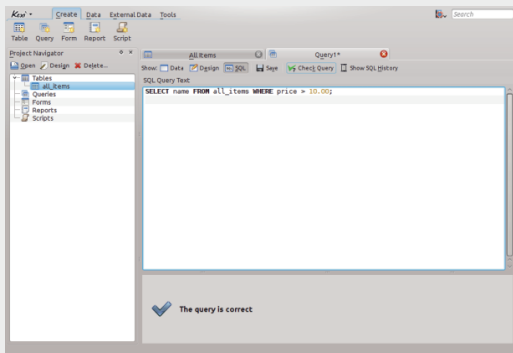 Kexi Create Data External Data Tools
Search
Table Query Form Report Script
Project Navigator
Open Design Delete...
Tables
all_items
Queries
Forms
Reports
Scripts
All Items Query1*
Show: Data Design SQL Save Check Query Show SQL History
SQL Query Text
SELECT name FROM all_items WHERE price > 10.00;
The query is correct